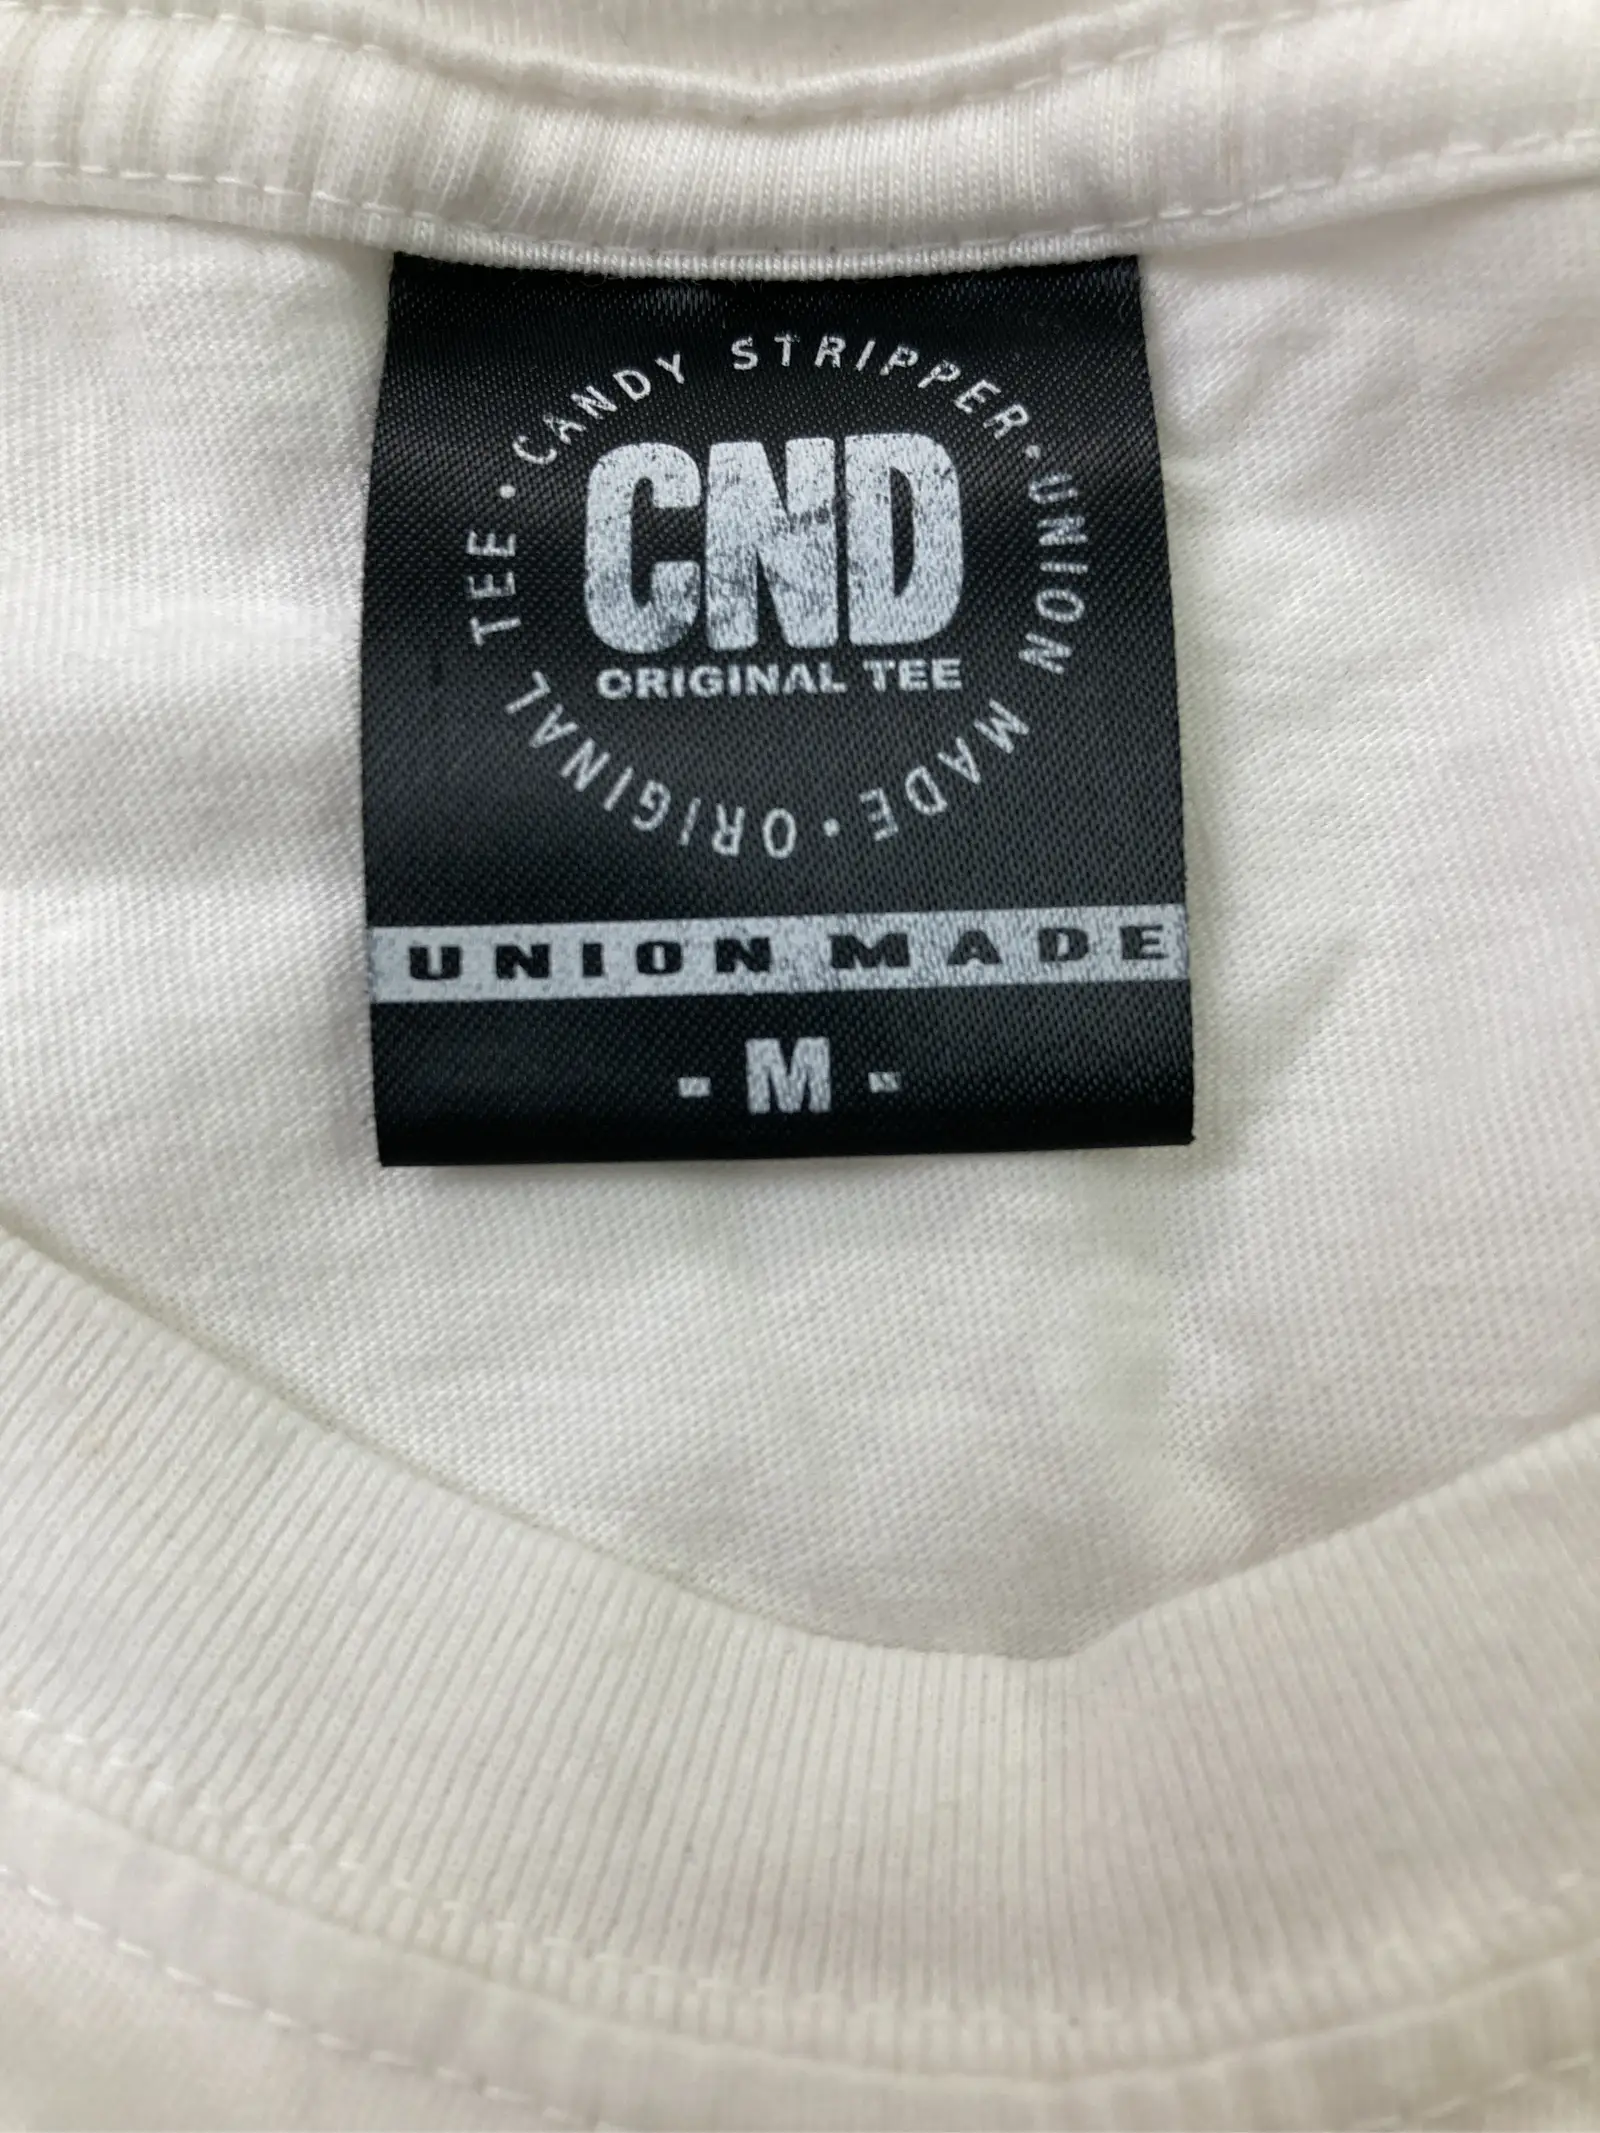 CANDY STRIPPER · UNION MADE · ORIGINAL TEE ·
CND
ORIGINAL TEE
UNION MADE
- M -